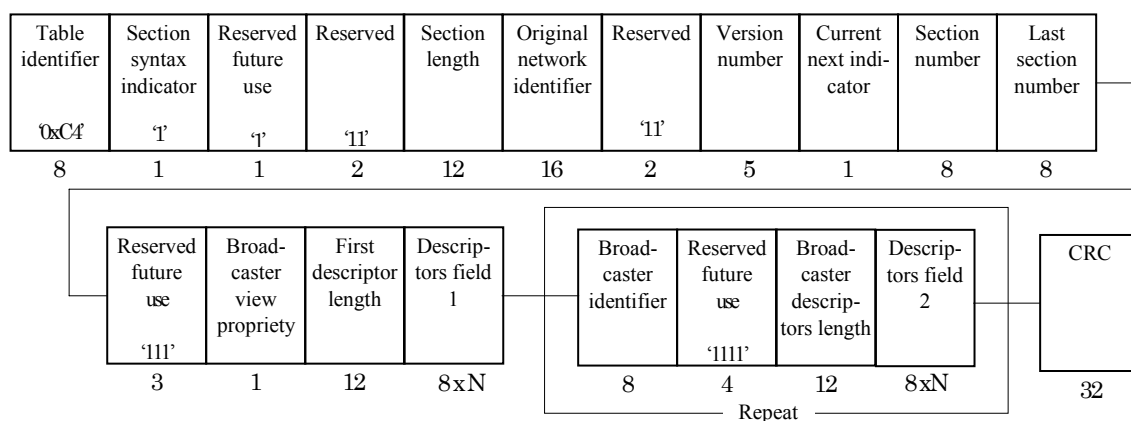 Table identifier '0xC4'
Section syntax indicator '1'
Reserved future use '1'
Reserved '11'
Section length
Original network identifier
Reserved '11'
Version number
Current next indi-cator
Section number
Last section number
8 1 1 2 12 16 2 5 1 8 8
Reserved future use '111'
Broad-caster view propriety
First descriptor length
Descrip-tors field 1
Broad-caster identifier
Reserved future use '1111'
Broad-caster descrip-tors length
Descrip-tors field 2
CRC
3 1 12 8xN 8 4 12 8xN 32
Repeat